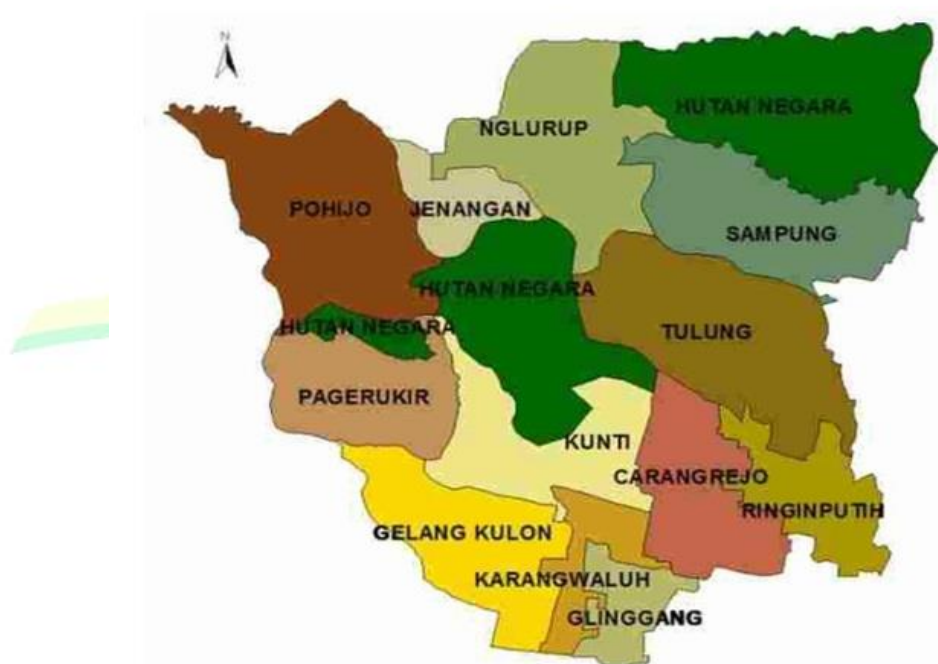 N
HUTAN NEGARA
NGLURUP
POHIJO
JENANGAN
SAMPUNG
HUTAN NEGARA
HUTAN NEGARA
TULUNG
PAGERUKIR
KUNTI
CARANGREJO
RINGINPUTIH
GELANG KULON
KARANGWALUH
GLINGGANG